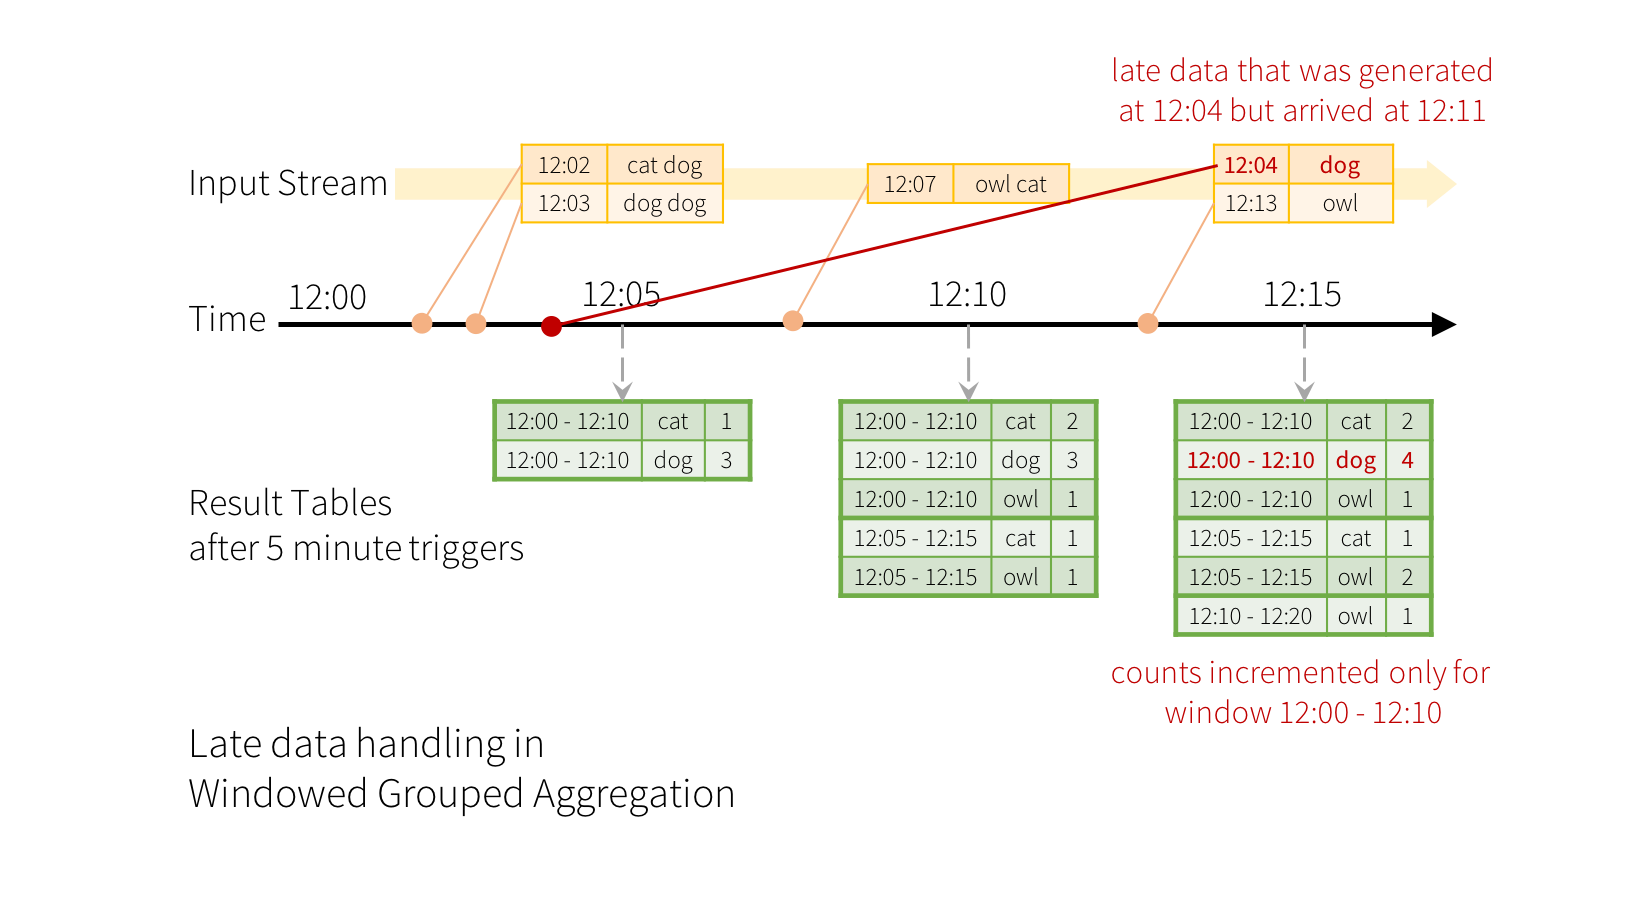 late data that was generated
at 12:04 but arrived at 12:11
Input Stream
12:02 cat dog
12:03 dog dog
12:07 owl cat
12:04 dog
12:13 owl
Time
12:00
12:05
12:10
12:15
12:00 - 12:10 cat 1
12:00 - 12:10 dog 3
12:00 - 12:10 cat 2
12:00 - 12:10 dog 3
12:00 - 12:10 owl 1
12:05 - 12:15 cat 1
12:05 - 12:15 owl 1
12:00 - 12:10 cat 2
12:00 - 12:10 dog 4
12:00 - 12:10 owl 1
12:05 - 12:15 cat 1
12:05 - 12:15 owl 2
12:10 - 12:20 owl 1
Result Tables
after 5 minute triggers
counts incremented only for
window 12:00 - 12:10
Late data handling in
Windowed Grouped Aggregation